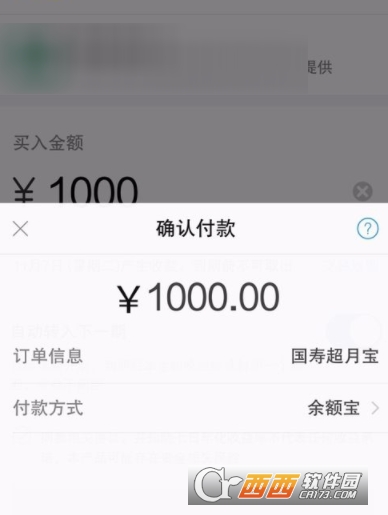 提供
买入金额
¥ 1000
确认付款
¥1000.00
订单信息 国寿超月宝
付款方式 余额宝
西西软件园
CR173.COM